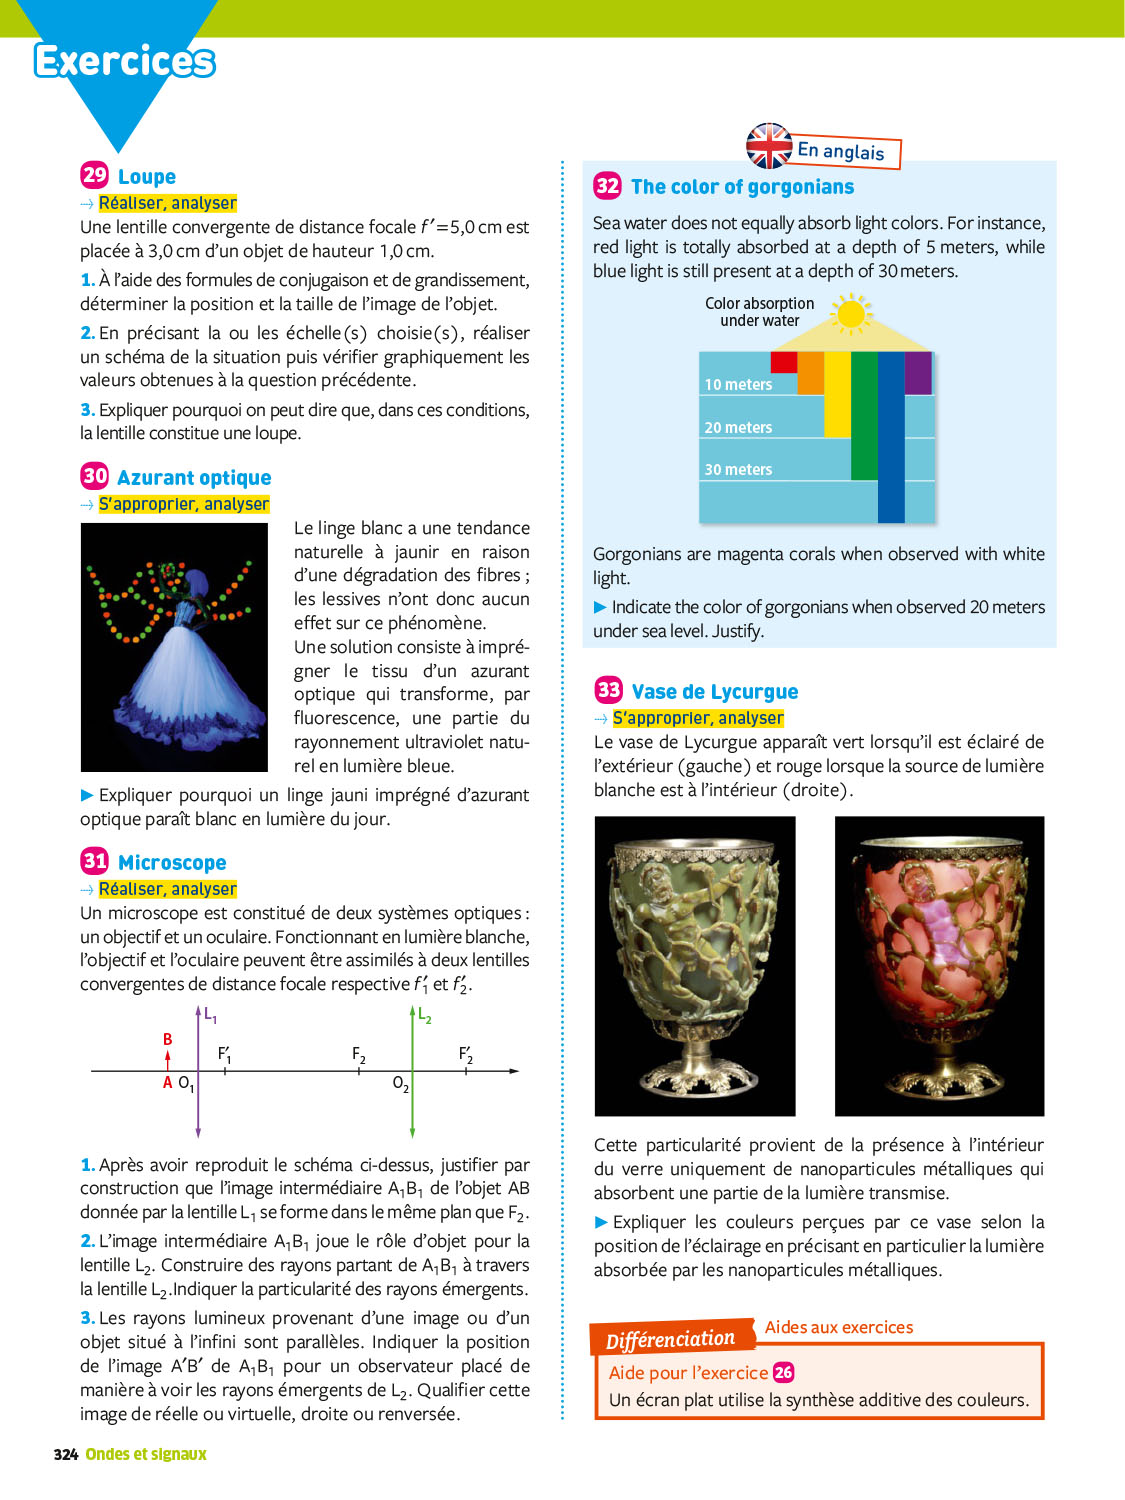 Exercices
29 Loupe
→ Réaliser, analyser
Une lentille convergente de distance focale f′ = 5,0 cm est
placée à 3,0 cm d’un objet de hauteur 1,0 cm.
1. À l’aide des formules de conjugaison et de grandissement,
déterminer la position et la taille de l’image de l’objet.
2. En précisant la ou les échelle(s) choisie(s), réaliser
un schéma de la situation puis vérifier graphiquement les
valeurs obtenues à la question précédente.
3. Expliquer pourquoi on peut dire que, dans ces conditions,
la lentille constitue une loupe.
30 Azurant optique
→ S’approprier, analyser
Le linge blanc a une tendance
naturelle à jaunir en raison
d’une dégradation des fibres ;
les lessives n’ont donc aucun
effet sur ce phénomène.
Une solution consiste à impré-
gner le tissu d’un azurant
optique qui transforme, par
fluorescence, une partie du
rayonnement ultraviolet natu-
rel en lumière bleue.
► Expliquer pourquoi un linge jauni imprégné d’azurant
optique paraît blanc en lumière du jour.
31 Microscope
→ Réaliser, analyser
Un microscope est constitué de deux systèmes optiques :
un objectif et un oculaire. Fonctionnant en lumière blanche,
l’objectif et l’oculaire peuvent être assimilés à deux lentilles
convergentes de distance focale respective f′₁ et f′₂.
L₁ L₂
B F′₁ F₂ F′₂
A O₁ O₂
1. Après avoir reproduit le schéma ci-dessus, justifier par
construction que l’image intermédiaire A₁B₁ de l’objet AB
donnée par la lentille L₁ se forme dans le même plan que F₂.
2. L’image intermédiaire A₁B₁ joue le rôle d’objet pour la
lentille L₂. Construire des rayons partant de A₁B₁ à travers
la lentille L₂.Indiquer la particularité des rayons émergents.
3. Les rayons lumineux provenant d’une image ou d’un
objet situé à l’infini sont parallèles. Indiquer la position
de l’image A′B′ de A₁B₁ pour un observateur placé de
manière à voir les rayons émergents de L₂. Qualifier cette
image de réelle ou virtuelle, droite ou renversée.
En anglais
32 The color of gorgonians
Sea water does not equally absorb light colors. For instance,
red light is totally absorbed at a depth of 5 meters, while
blue light is still present at a depth of 30 meters.
Color absorption
under water
10 meters
20 meters
30 meters
Gorgonians are magenta corals when observed with white
light.
► Indicate the color of gorgonians when observed 20 meters
under sea level. Justify.
33 Vase de Lycurgue
→ S’approprier, analyser
Le vase de Lycurgue apparaît vert lorsqu’il est éclairé de
l’extérieur (gauche) et rouge lorsque la source de lumière
blanche est à l’intérieur (droite).
Cette particularité provient de la présence à l’intérieur
du verre uniquement de nanoparticules métalliques qui
absorbent une partie de la lumière transmise.
► Expliquer les couleurs perçues par ce vase selon la
position de l’éclairage en précisant en particulier la lumière
absorbée par les nanoparticules métalliques.
Différenciation Aides aux exercices
Aide pour l’exercice 26
Un écran plat utilise la synthèse additive des couleurs.
324 Ondes et signaux